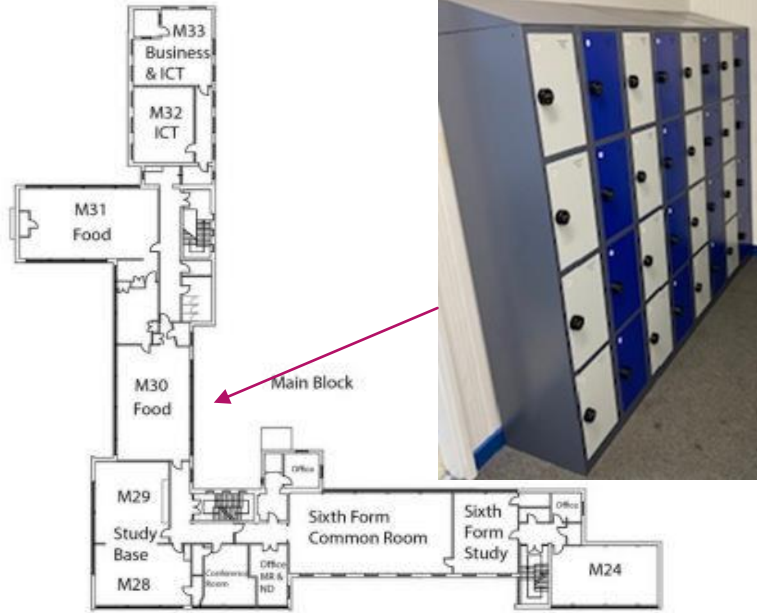 M33
Business
& ICT
M32
ICT
M31
Food
M30
Food
Main Block
Office
M29
Study
Base
M28
Conference
Room
Office
MR &
ND
Sixth Form
Common Room
Sixth
Form
Study
Office
M24